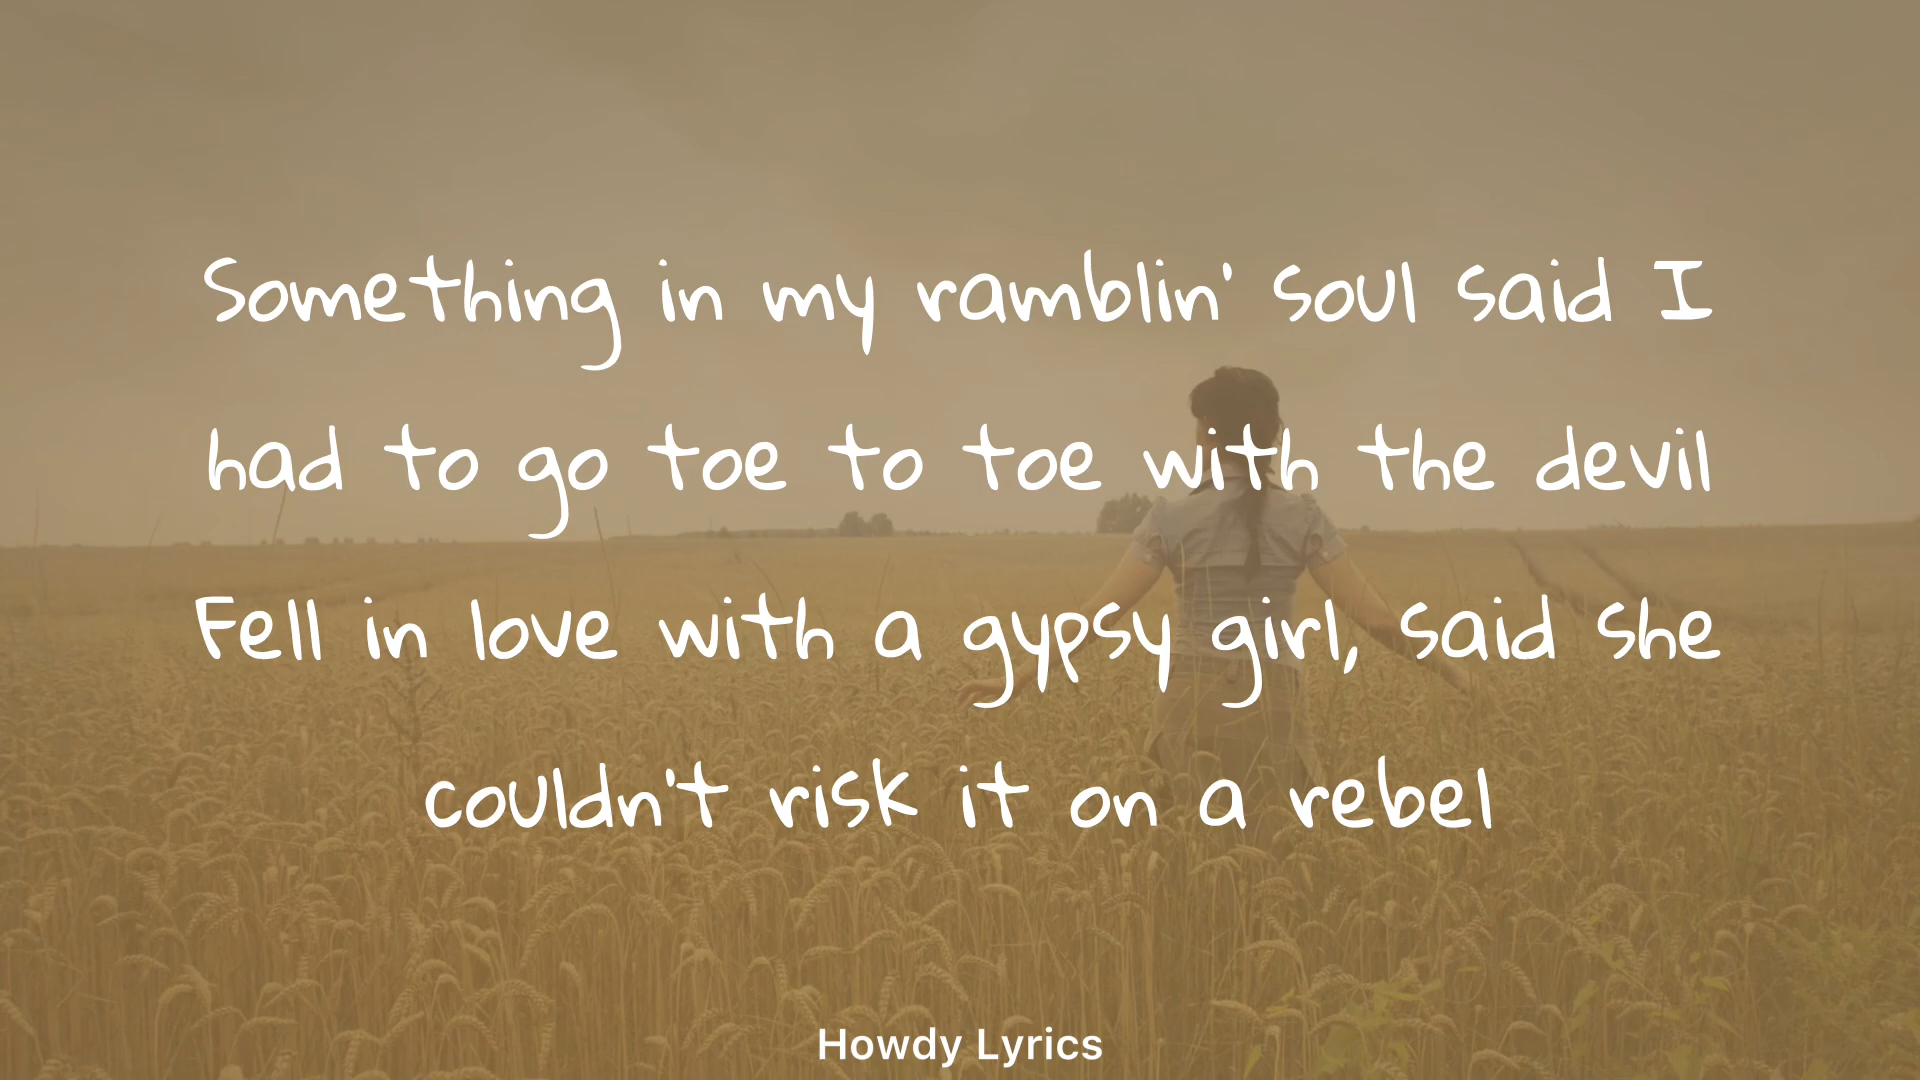 Something in my ramblin' soul said I
had to go toe to toe with the devil
Fell in love with a gypsy girl, said she
couldn't risk it on a rebel
Howdy Lyrics